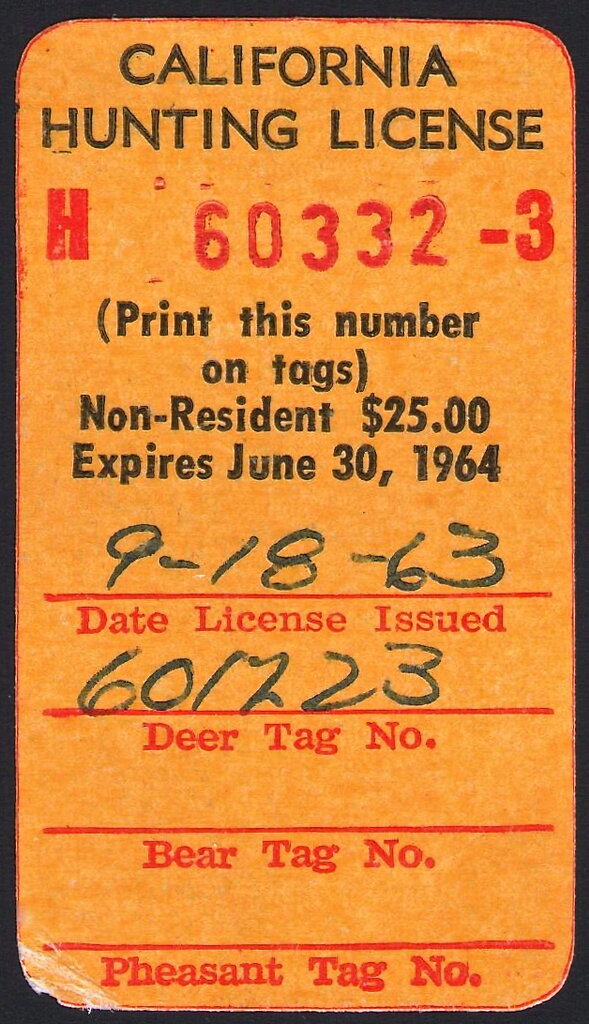 CALIFORNIA
HUNTING LICENSE
H 60332 -3
(Print this number
on tags)
Non-Resident $25.00
Expires June 30, 1964
9-18-63
Date License Issued
601723
Deer Tag No.
Bear Tag No.
Pheasant Tag No.